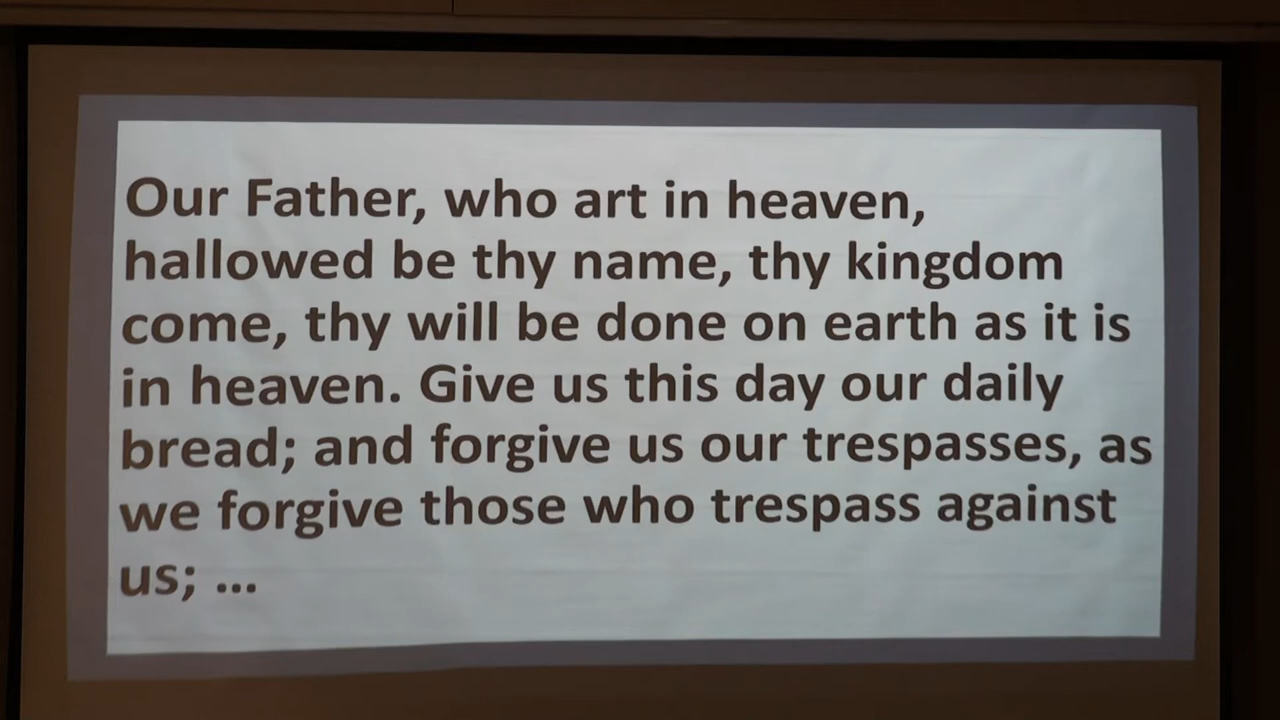 Our Father, who art in heaven,
hallowed be thy name, thy kingdom
come, thy will be done on earth as it is
in heaven. Give us this day our daily
bread; and forgive us our trespasses, as
we forgive those who trespass against
us; ...